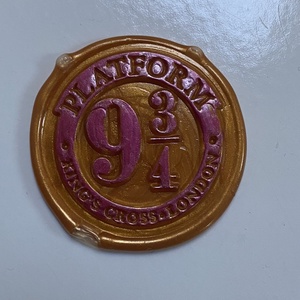 PLATFORM
9 3/4
KING'S CROSS · LONDON